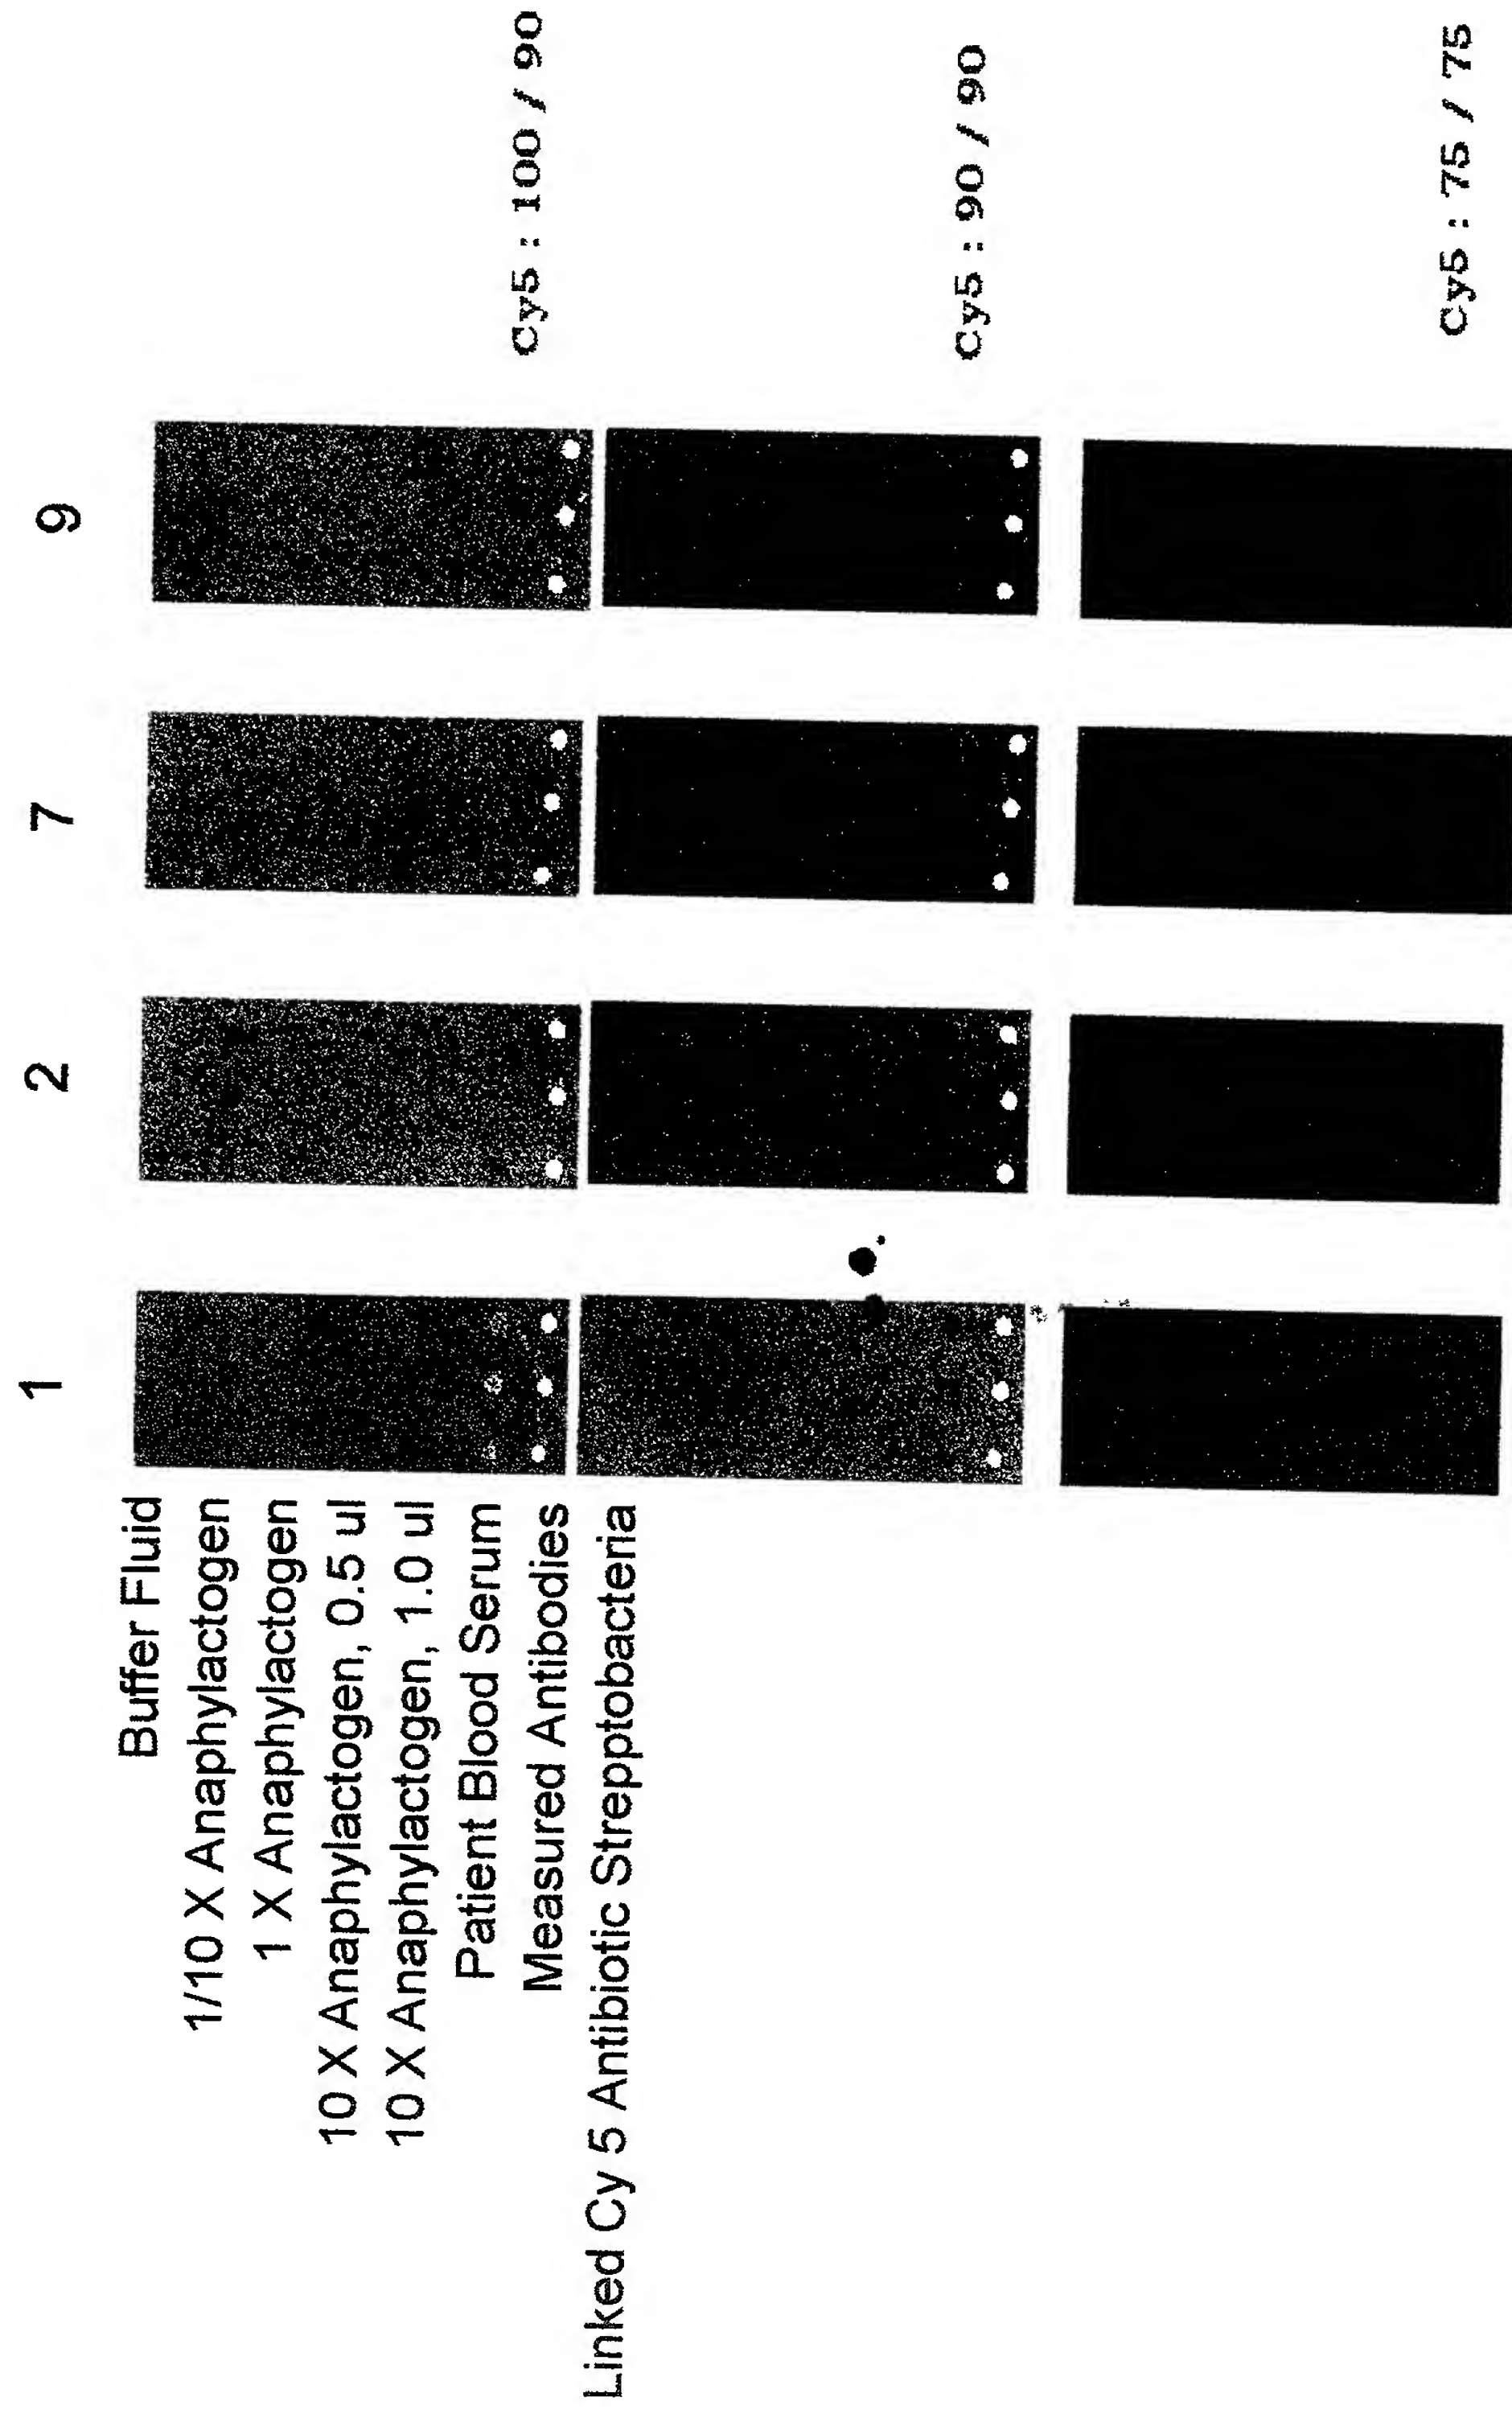 1
2
7
9
Buffer Fluid
1/10 X Anaphylactogen
1 X Anaphylactogen
10 X Anaphylactogen, 0.5 ul
10 X Anaphylactogen, 1.0 ul
Patient Blood Serum
Measured Antibodies
Linked Cy 5 Antibiotic Strepptobacteria
Cy5 : 100 / 90
Cy5 : 90 / 90
Cy5 : 75 / 75